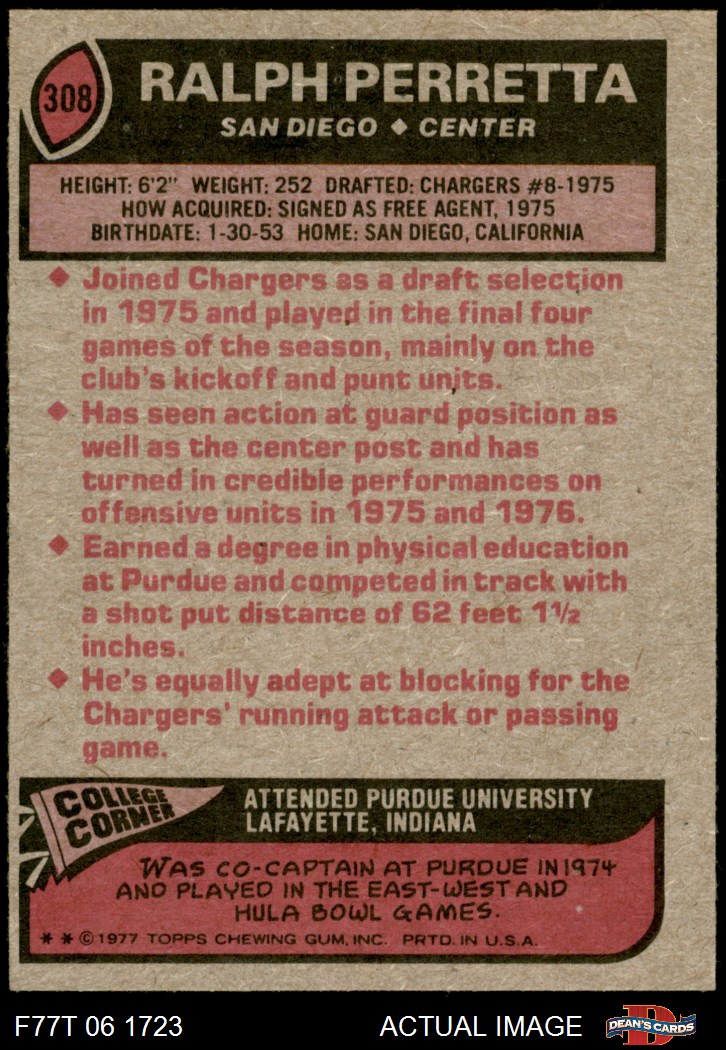 308
RALPH PERRETTA
SAN DIEGO ◆ CENTER
HEIGHT: 6'2" WEIGHT: 252 DRAFTED: CHARGERS #8-1975
HOW ACQUIRED: SIGNED AS FREE AGENT, 1975
BIRTHDATE: 1-30-53 HOME: SAN DIEGO, CALIFORNIA
◆ Joined Chargers as a draft selection
in 1975 and played in the final four
games of the season, mainly on the
club's kickoff and punt units.
◆ Has seen action at guard position as
well as the center post and has
turned in credible performances on
offensive units in 1975 and 1976.
◆ Earned a degree in physical education
at Purdue and competed in track with
a shot put distance of 62 feet 1½
inches.
◆ He's equally adept at blocking for the
Chargers' running attack or passing
game.
COLLEGE
CORNER
ATTENDED PURDUE UNIVERSITY
LAFAYETTE, INDIANA
WAS CO-CAPTAIN AT PURDUE IN 1974
AND PLAYED IN THE EAST-WEST AND
HULA BOWL GAMES.
* * © 1977 TOPPS CHEWING GUM, INC. PRTD. IN U.S.A.
F77T 06 1723
ACTUAL IMAGE
D
DEAN'S CARDS